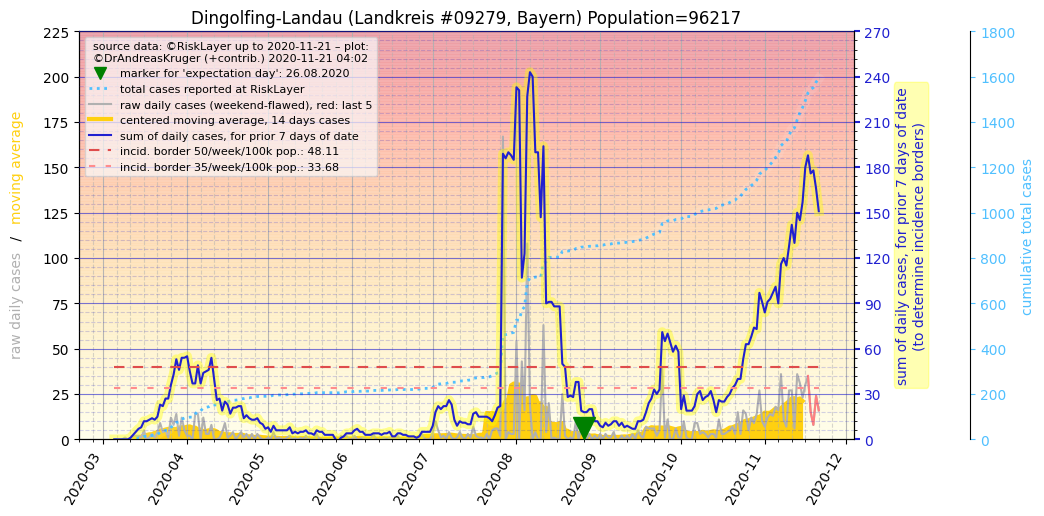 Dingolfing-Landau (Landkreis #09279, Bayern) Population=96217
source data: ©RiskLayer up to 2020-11-21 – plot:
©DrAndreasKruger (+contrib.) 2020-11-21 04:02
marker for 'expectation day': 26.08.2020
total cases reported at RiskLayer
raw daily cases (weekend-flawed), red: last 5
centered moving average, 14 days cases
sum of daily cases, for prior 7 days of date
incid. border 50/week/100k pop.: 48.11
incid. border 35/week/100k pop.: 33.68
raw daily cases / moving average
225
200
175
150
125
100
75
50
25
0
2020-03
2020-04
2020-05
2020-06
2020-07
2020-08
2020-09
2020-10
2020-11
2020-12
270
240
210
180
150
120
90
60
30
0
sum of daily cases, for prior 7 days of date
(to determine incidence borders)
1800
1600
1400
1200
1000
800
600
400
200
0
cumulative total cases